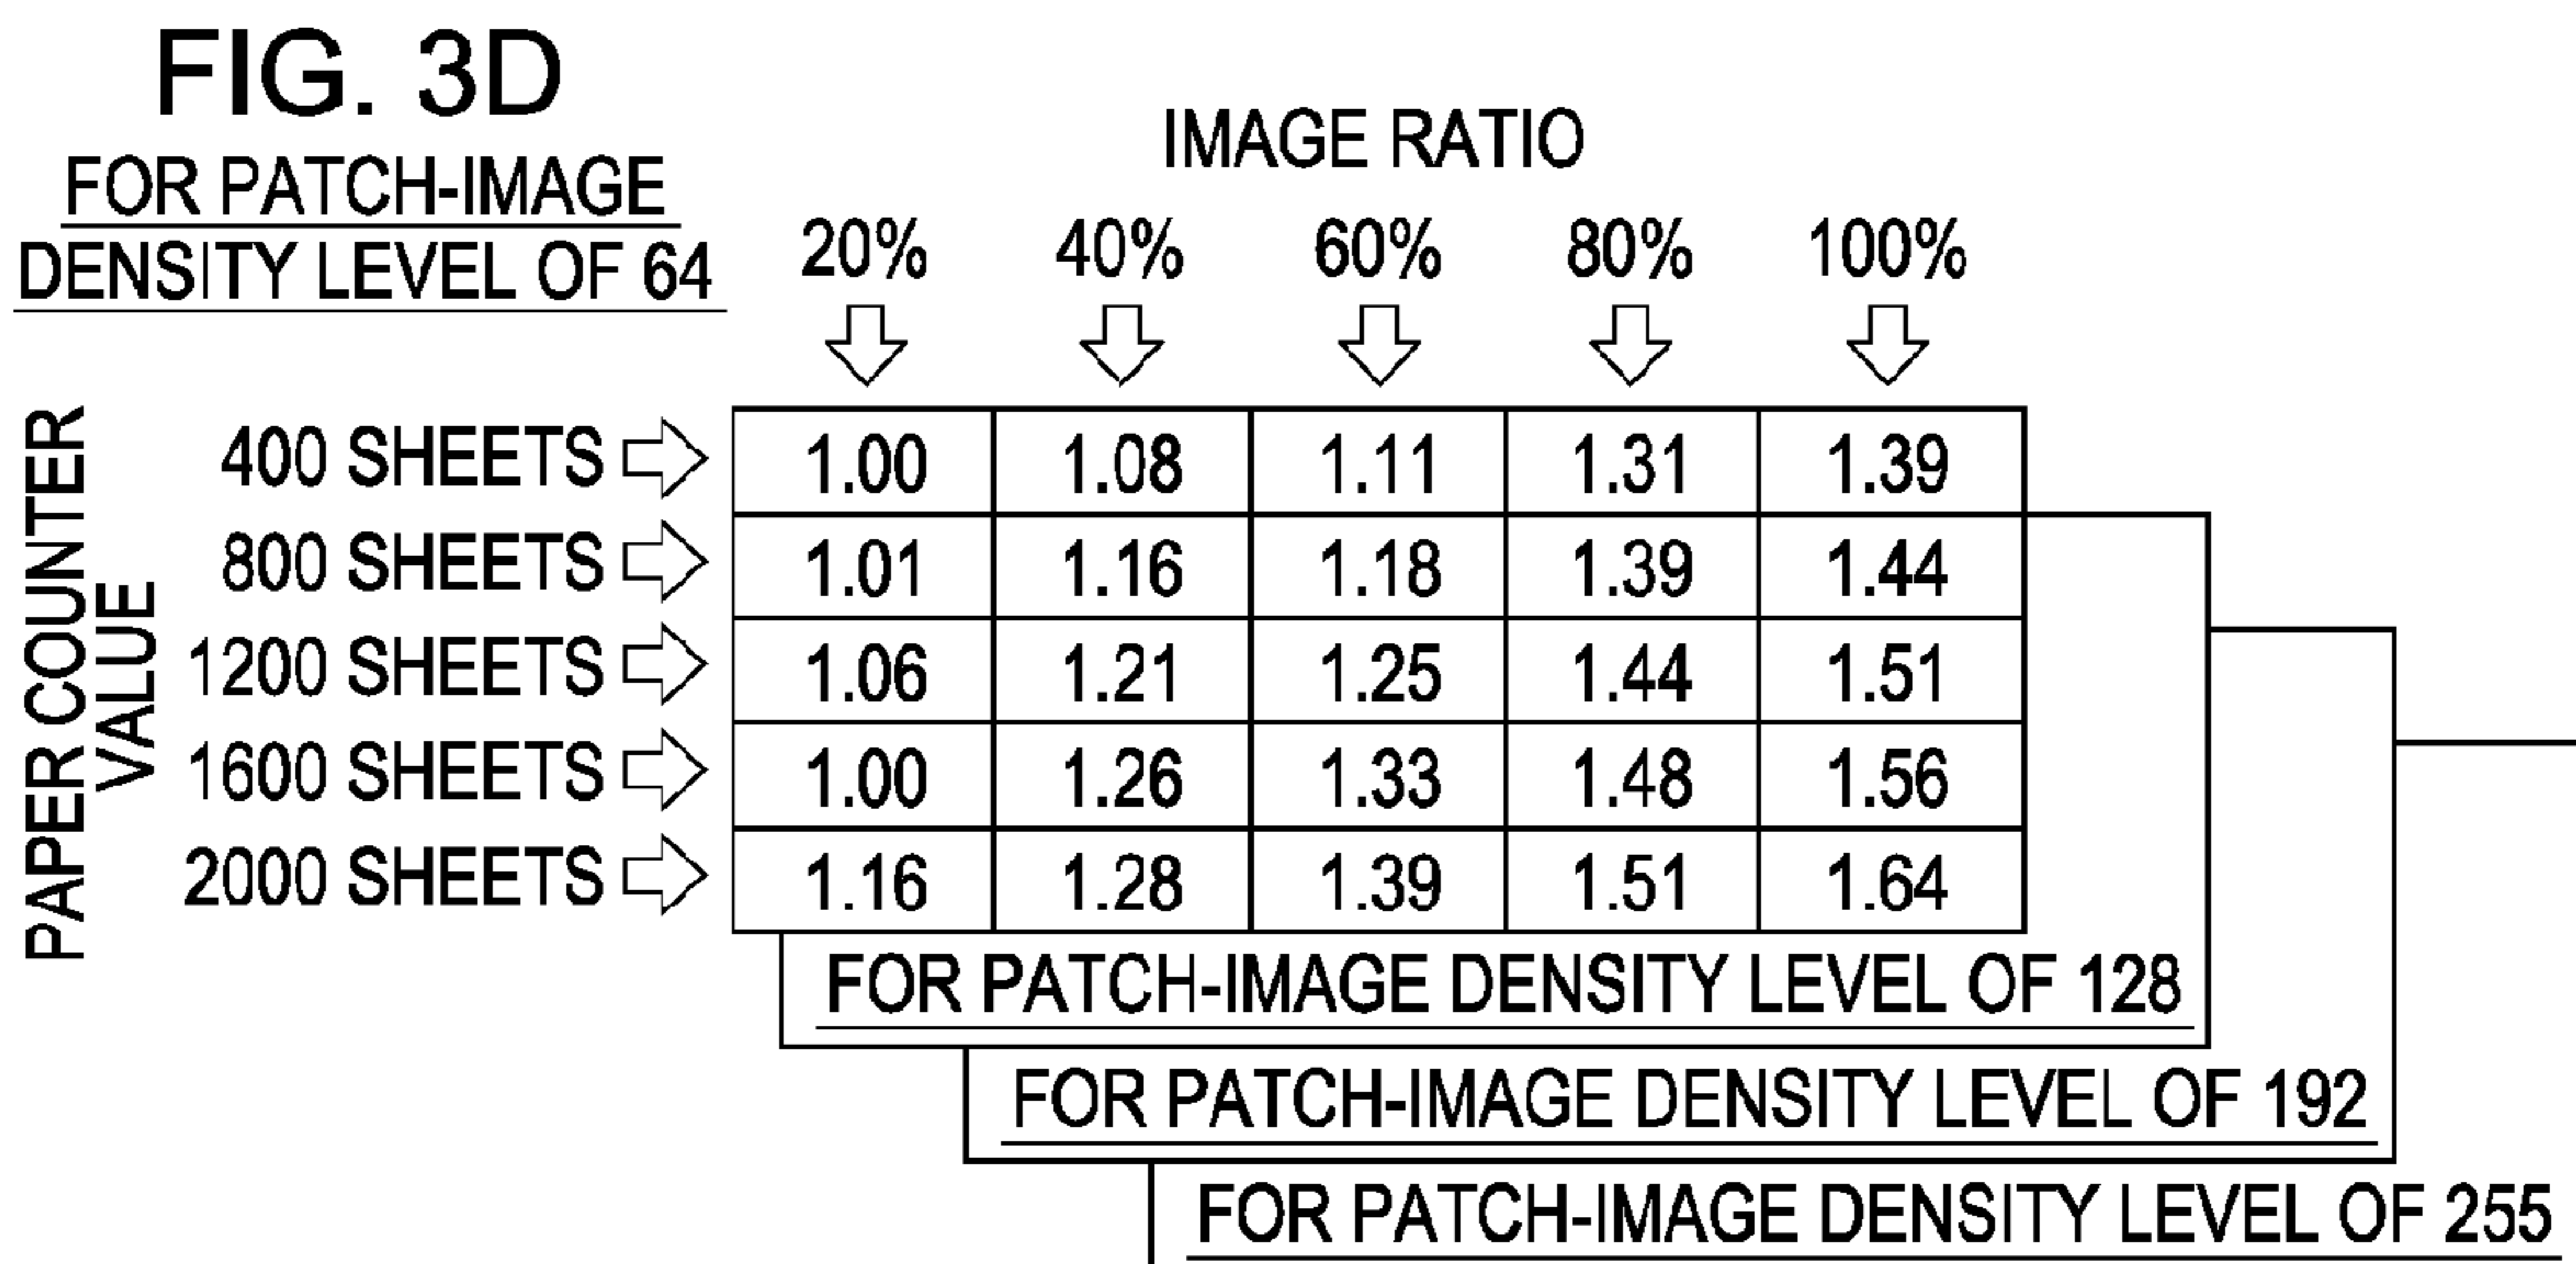 FIG. 3D
FOR PATCH-IMAGE
DENSITY LEVEL OF 64
IMAGE RATIO
20% 40% 60% 80% 100%
PAPER COUNTER
VALUE
400 SHEETS 1.00 1.08 1.11 1.31 1.39
800 SHEETS 1.01 1.16 1.18 1.39 1.44
1200 SHEETS 1.06 1.21 1.25 1.44 1.51
1600 SHEETS 1.00 1.26 1.33 1.48 1.56
2000 SHEETS 1.16 1.28 1.39 1.51 1.64
FOR PATCH-IMAGE DENSITY LEVEL OF 128
FOR PATCH-IMAGE DENSITY LEVEL OF 192
FOR PATCH-IMAGE DENSITY LEVEL OF 255